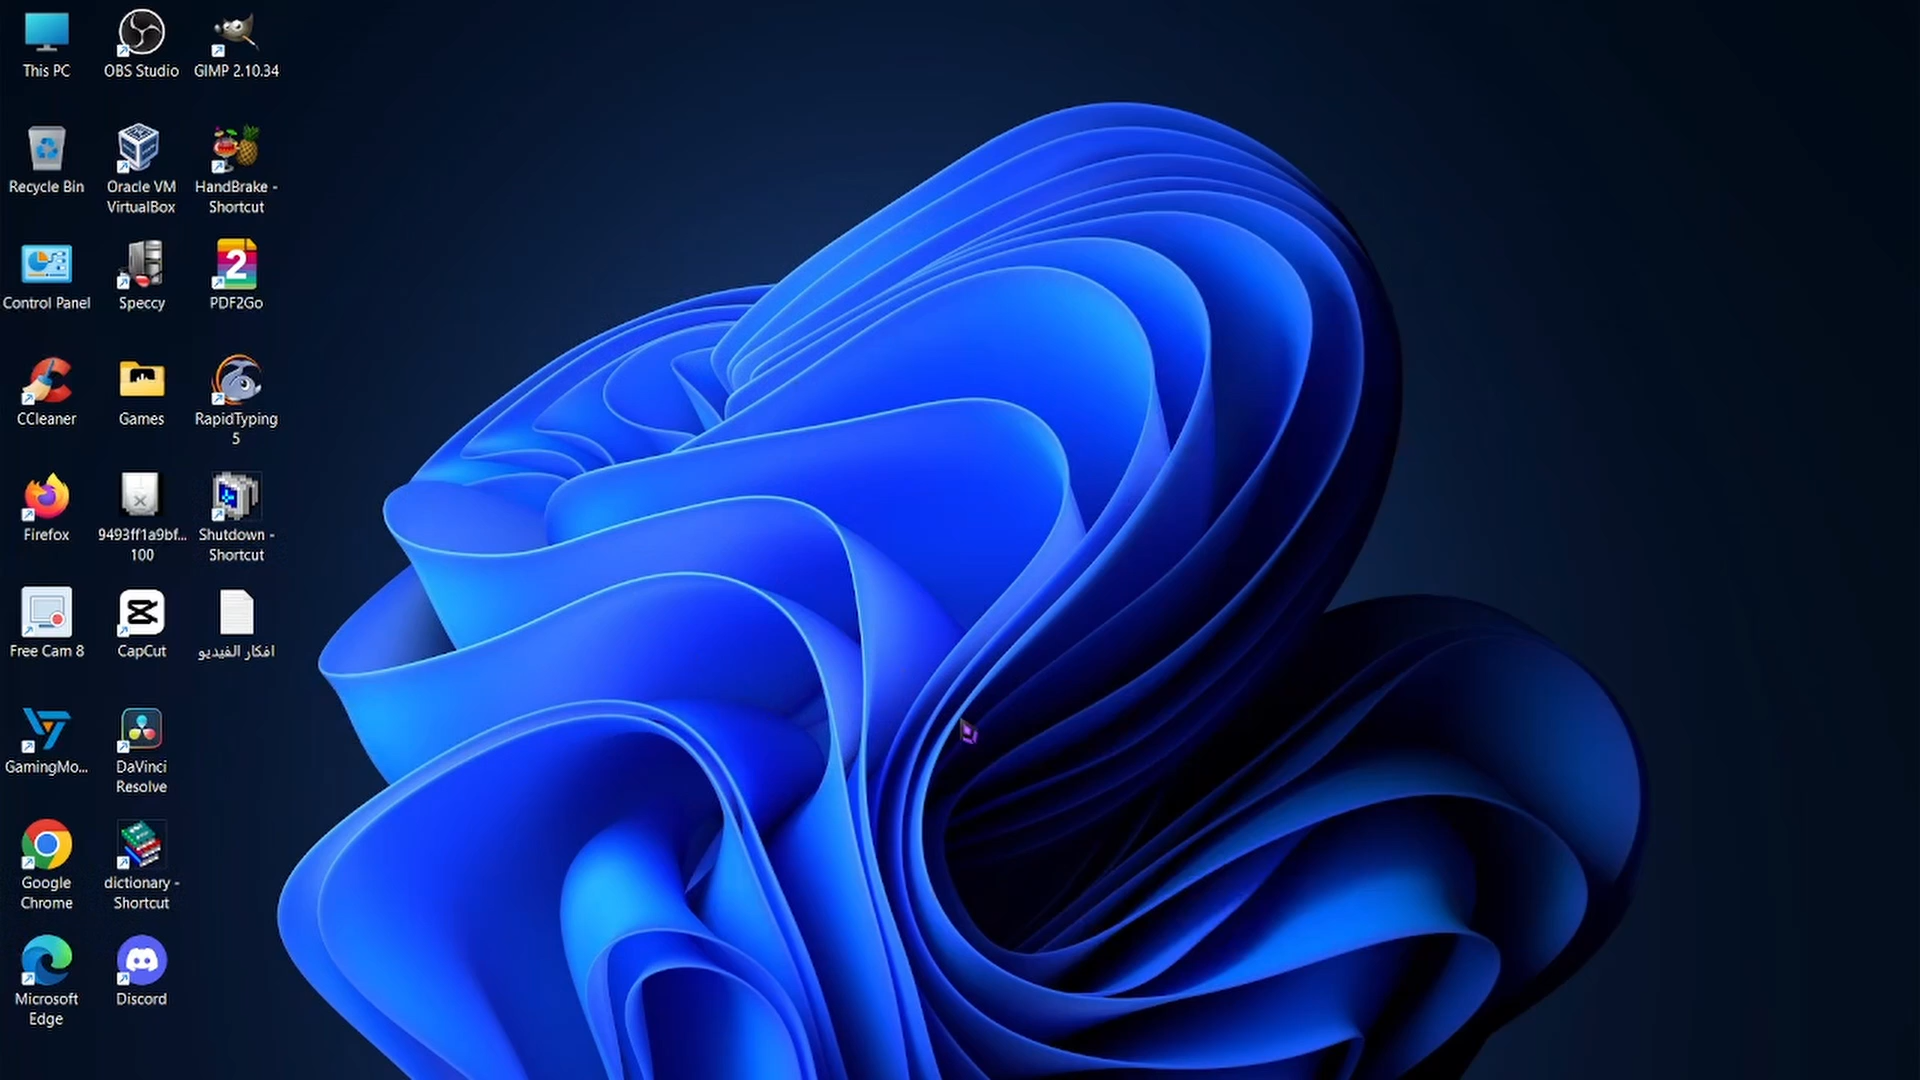 This PC
OBS Studio
GIMP 2.10.34
Recycle Bin
Oracle VM
VirtualBox
HandBrake -
Shortcut
Control Panel
Speccy
2
PDF2Go
CCleaner
Games
RapidTyping
5
Firefox
9493ff1a9bf...
100
Shutdown -
Shortcut
Free Cam 8
CapCut
افكار الفيديو
GamingMo...
DaVinci
Resolve
Google
Chrome
dictionary -
Shortcut
Microsoft
Edge
Discord